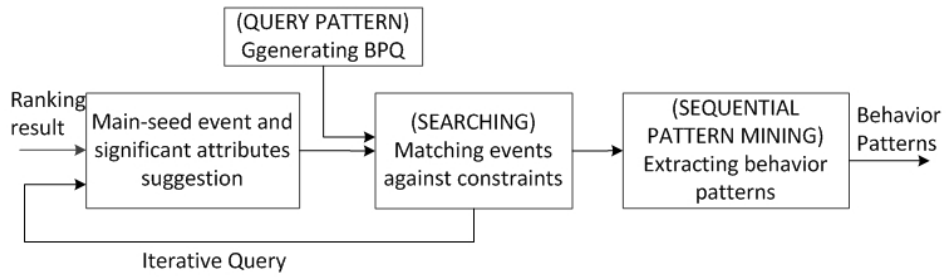 (QUERY PATTERN)
Ggenerating BPQ
Ranking
result
Main-seed event and
significant attributes
suggestion
(SEARCHING)
Matching events
against constraints
(SEQUENTIAL
PATTERN MINING)
Extracting behavior
patterns
Behavior
Patterns
Iterative Query